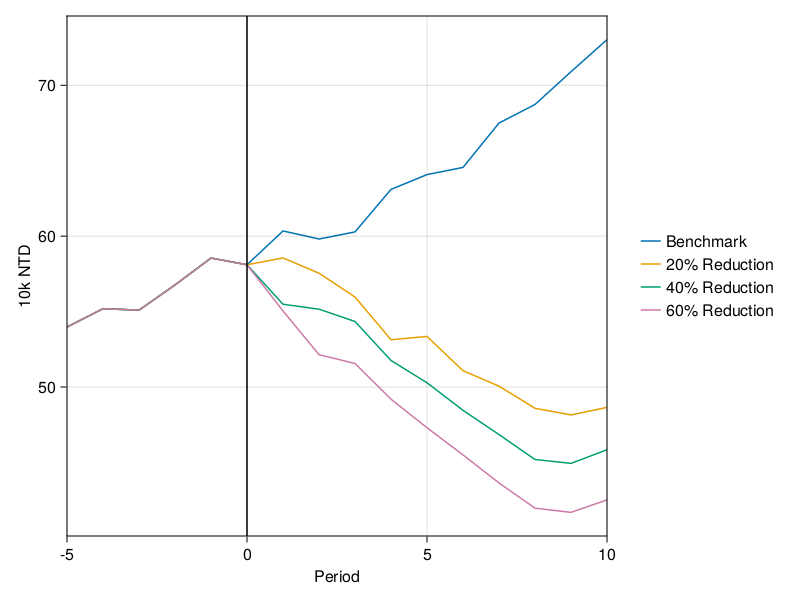 70
60
50
10k NTD
-5
0
5
10
Period
Benchmark
20% Reduction
40% Reduction
60% Reduction